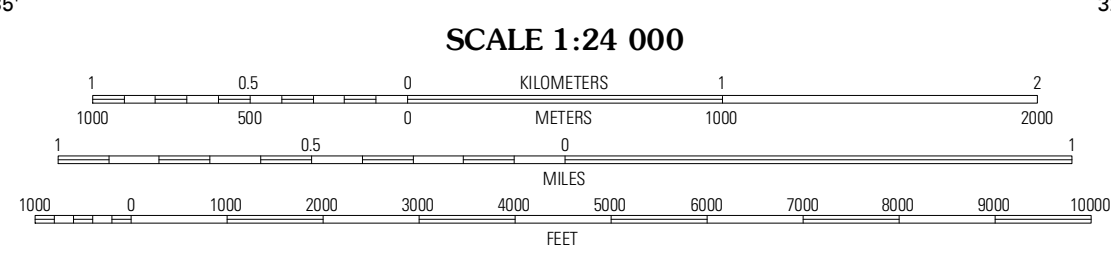 SCALE 1:24 000
1 0.5 0 KILOMETERS 1 2
1000 500 0 METERS 1000 2000
1 0.5 0 1
MILES
1000 0 1000 2000 3000 4000 5000 6000 7000 8000 9000 10000
FEET